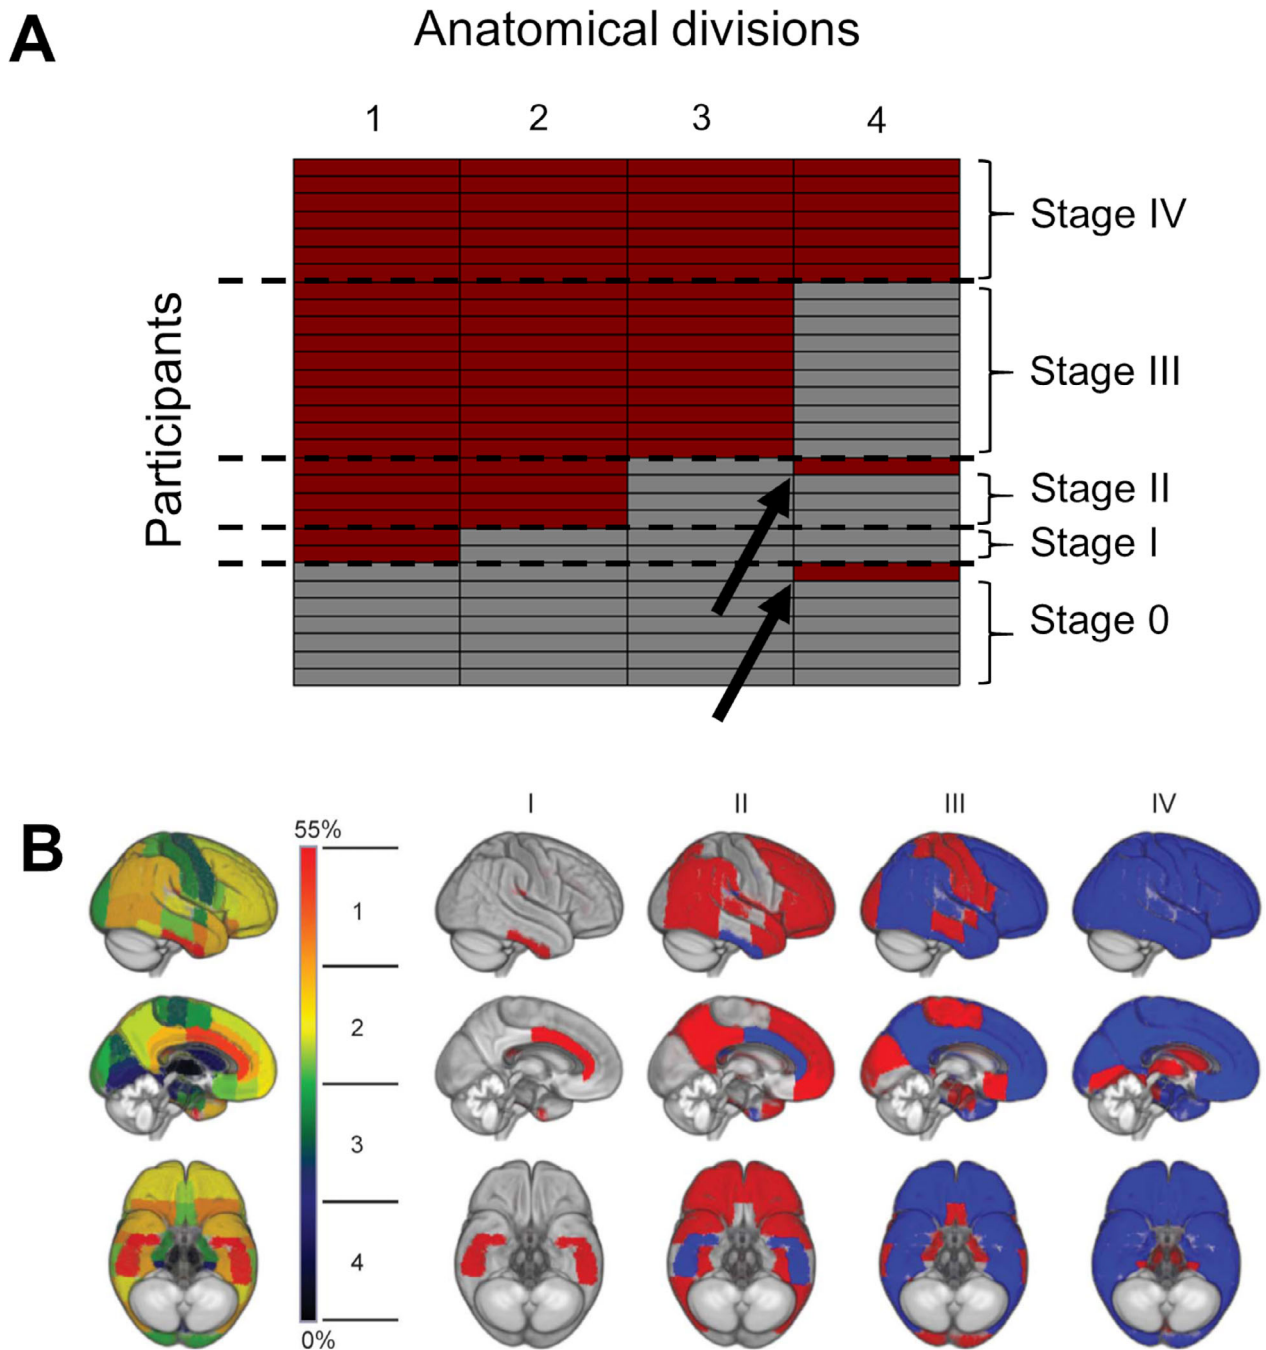 A
Anatomical divisions
1 2 3 4
Participants
Stage IV
Stage III
Stage II
Stage I
Stage 0
B
55%
1
2
3
4
0%
I II III IV